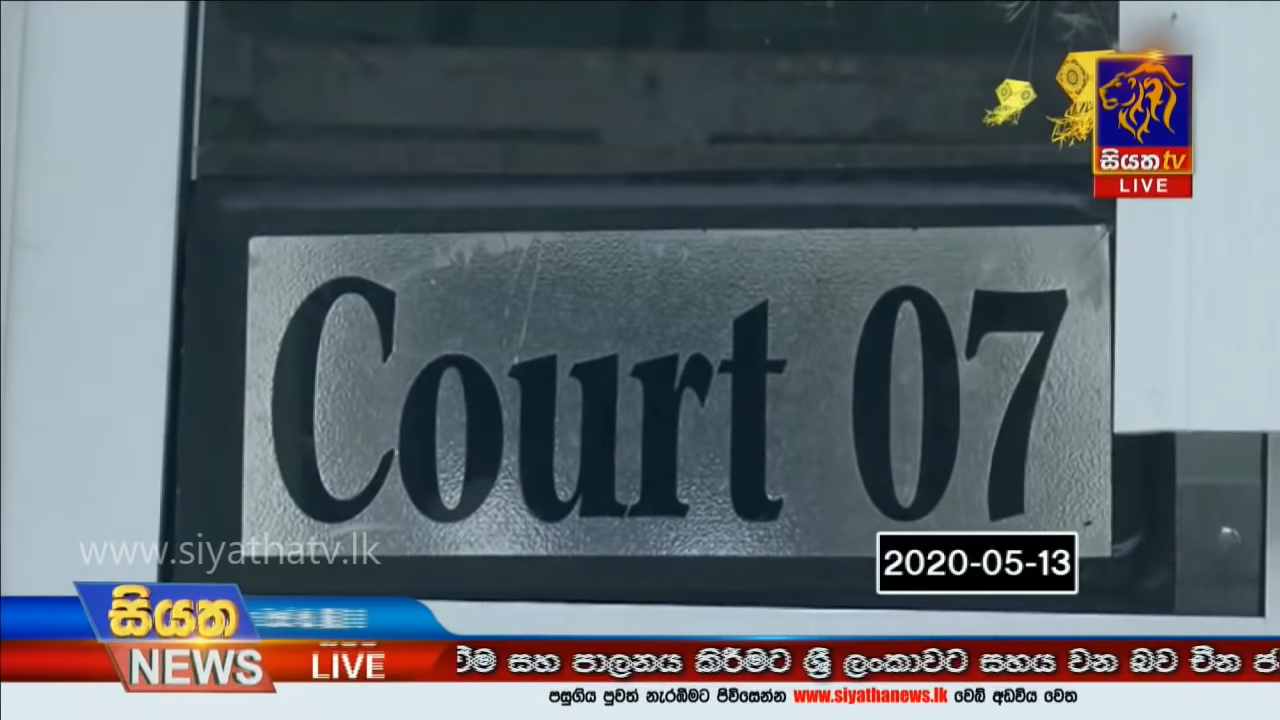 සියත tv
LIVE
Court 07
www.siyathatv.lk
2020-05-13
සියත
NEWS
LIVE
වීම සහ පාලනය කිරීමට ශ්‍රී ලංකාවට සහය වන බව චීන
පසුගිය පුවත් නැරඹීමට පිවිසෙන්න www.siyathanews.lk වෙබ් අඩවිය වෙත